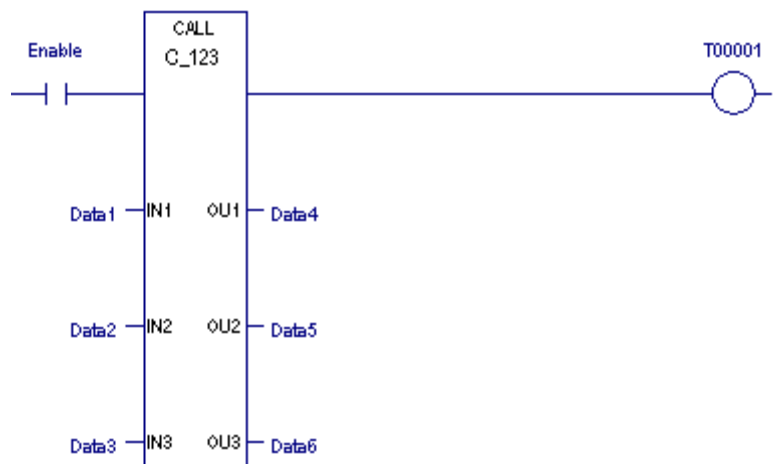 CALL
C_123
Enable
T00001
Data1 IN1 OU1 Data4
Data2 IN2 OU2 Data5
Data3 IN3 OU3 Data6